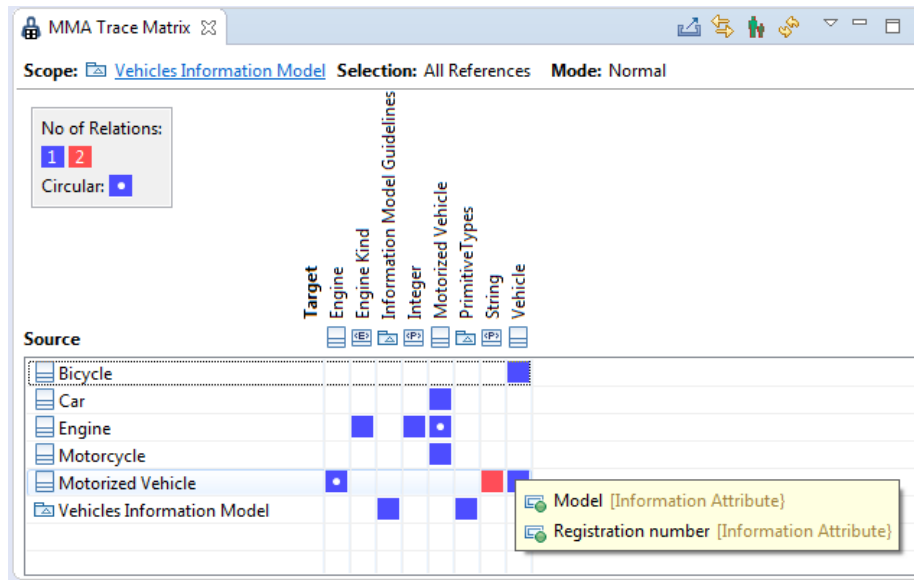 MMA Trace Matrix
Scope: Vehicles Information Model Selection: All References Mode: Normal
No of Relations:
1 2
Circular:
Target
Engine
Engine Kind
Information Model Guidelines
Integer
Motorized Vehicle
PrimitiveTypes
String
Vehicle
<E> <P> <P>
Source
Bicycle
Car
Engine
Motorcycle
Motorized Vehicle
Vehicles Information Model
Model [Information Attribute}
Registration number [Information Attribute}